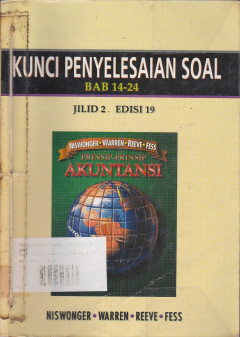 KUNCI PENYELESAIAN SOAL
BAB 14-24
JILID 2. EDISI 19
NISWONGER • WARREN • REEVE • FESS
PRINSIP-PRINSIP
AKUNTANSI
NISWONGER • WARREN • REEVE • FESS